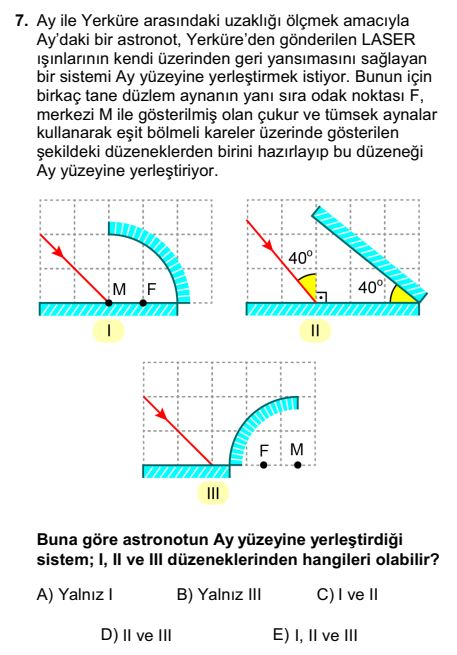 7. Ay ile Yerküre arasındaki uzaklığı ölçmek amacıyla
Ay'daki bir astronot, Yerküre'den gönderilen LASER
ışınlarının kendi üzerinden geri yansımasını sağlayan
bir sistemi Ay yüzeyine yerleştirmek istiyor. Bunun için
birkaç tane düzlem aynanın yanı sıra odak noktası F,
merkezi M ile gösterilmiş olan çukur ve tümsek aynalar
kullanarak eşit bölmeli kareler üzerinde gösterilen
şekildeki düzeneklerden birini hazırlayıp bu düzeneği
Ay yüzeyine yerleştiriyor.
M F
I
40° 40°
II
F M
III
Buna göre astronotun Ay yüzeyine yerleştirdiği
sistem; I, II ve III düzeneklerinden hangileri olabilir?
A) Yalnız I B) Yalnız III C) I ve II
D) II ve III E) I, II ve III